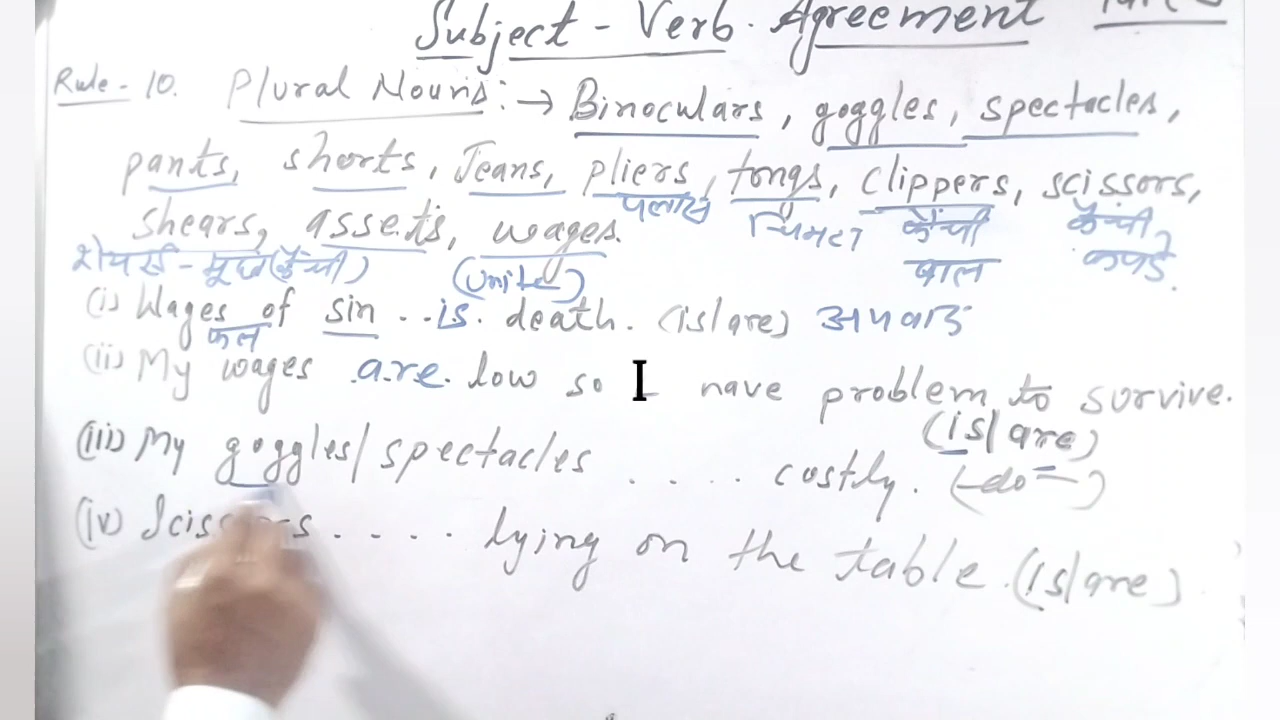 Subject - Verb. Agreement
Rule - 10. Plural Nouns :→ Binoculars, goggles, spectacles,
pants, shorts, Jeans, pliers, tongs, clippers, scissors,
पलास चिमटा कैंची कैंची,
shears, assets, wages.
बाल कपड़े.
(i) Wages of sin .. is. death. (is/are) अपवाद
फल
(ii) My wages .are. low so I have problem to survive.
(is/are)
(iii) My goggles/spectacles .... costly. (-do-)
(iv) Scissors .... lying on the table. (is/are)